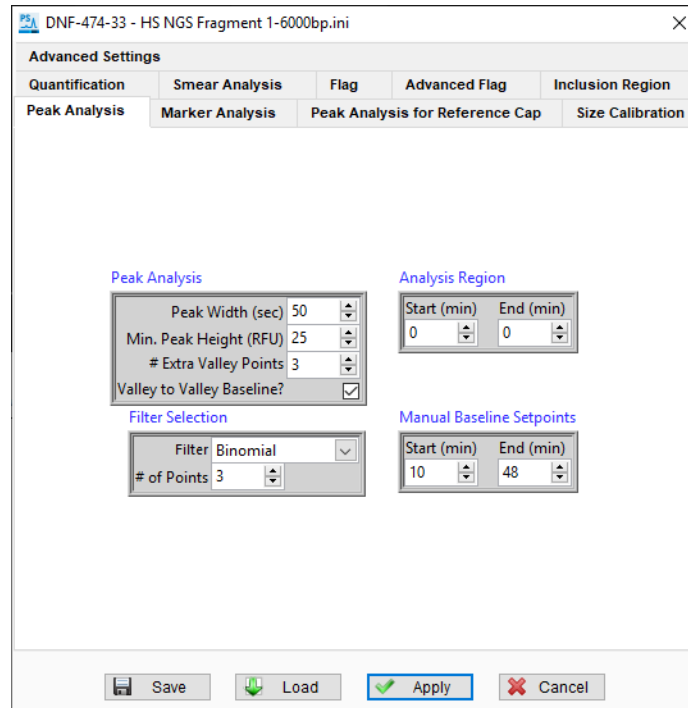 DNF-474-33 - HS NGS Fragment 1-6000bp.ini
Advanced Settings
Quantification Smear Analysis Flag Advanced Flag Inclusion Region
Peak Analysis Marker Analysis Peak Analysis for Reference Cap Size Calibration
Peak Analysis
Peak Width (sec) 50
Min. Peak Height (RFU) 25
# Extra Valley Points 3
Valley to Valley Baseline?
Analysis Region
Start (min) End (min)
0 0
Filter Selection
Filter Binomial
# of Points 3
Manual Baseline Setpoints
Start (min) End (min)
10 48
Save Load Apply Cancel